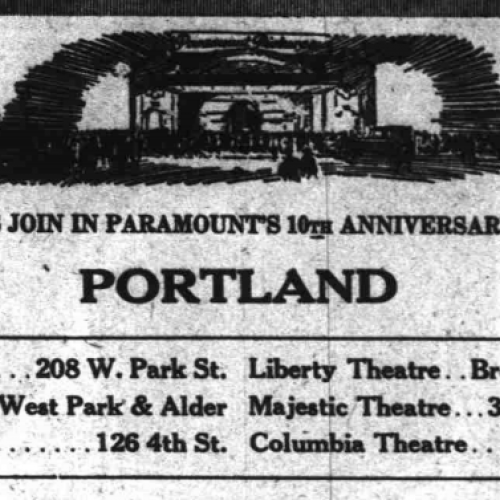 JOIN IN PARAMOUNT'S 10TH ANNIVERSAR
PORTLAND
. . 208 W. Park St. Liberty Theatre . . Br
West Park & Alder Majestic Theatre . . . 3
. . . . . . . 126 4th St. Columbia Theatre . .